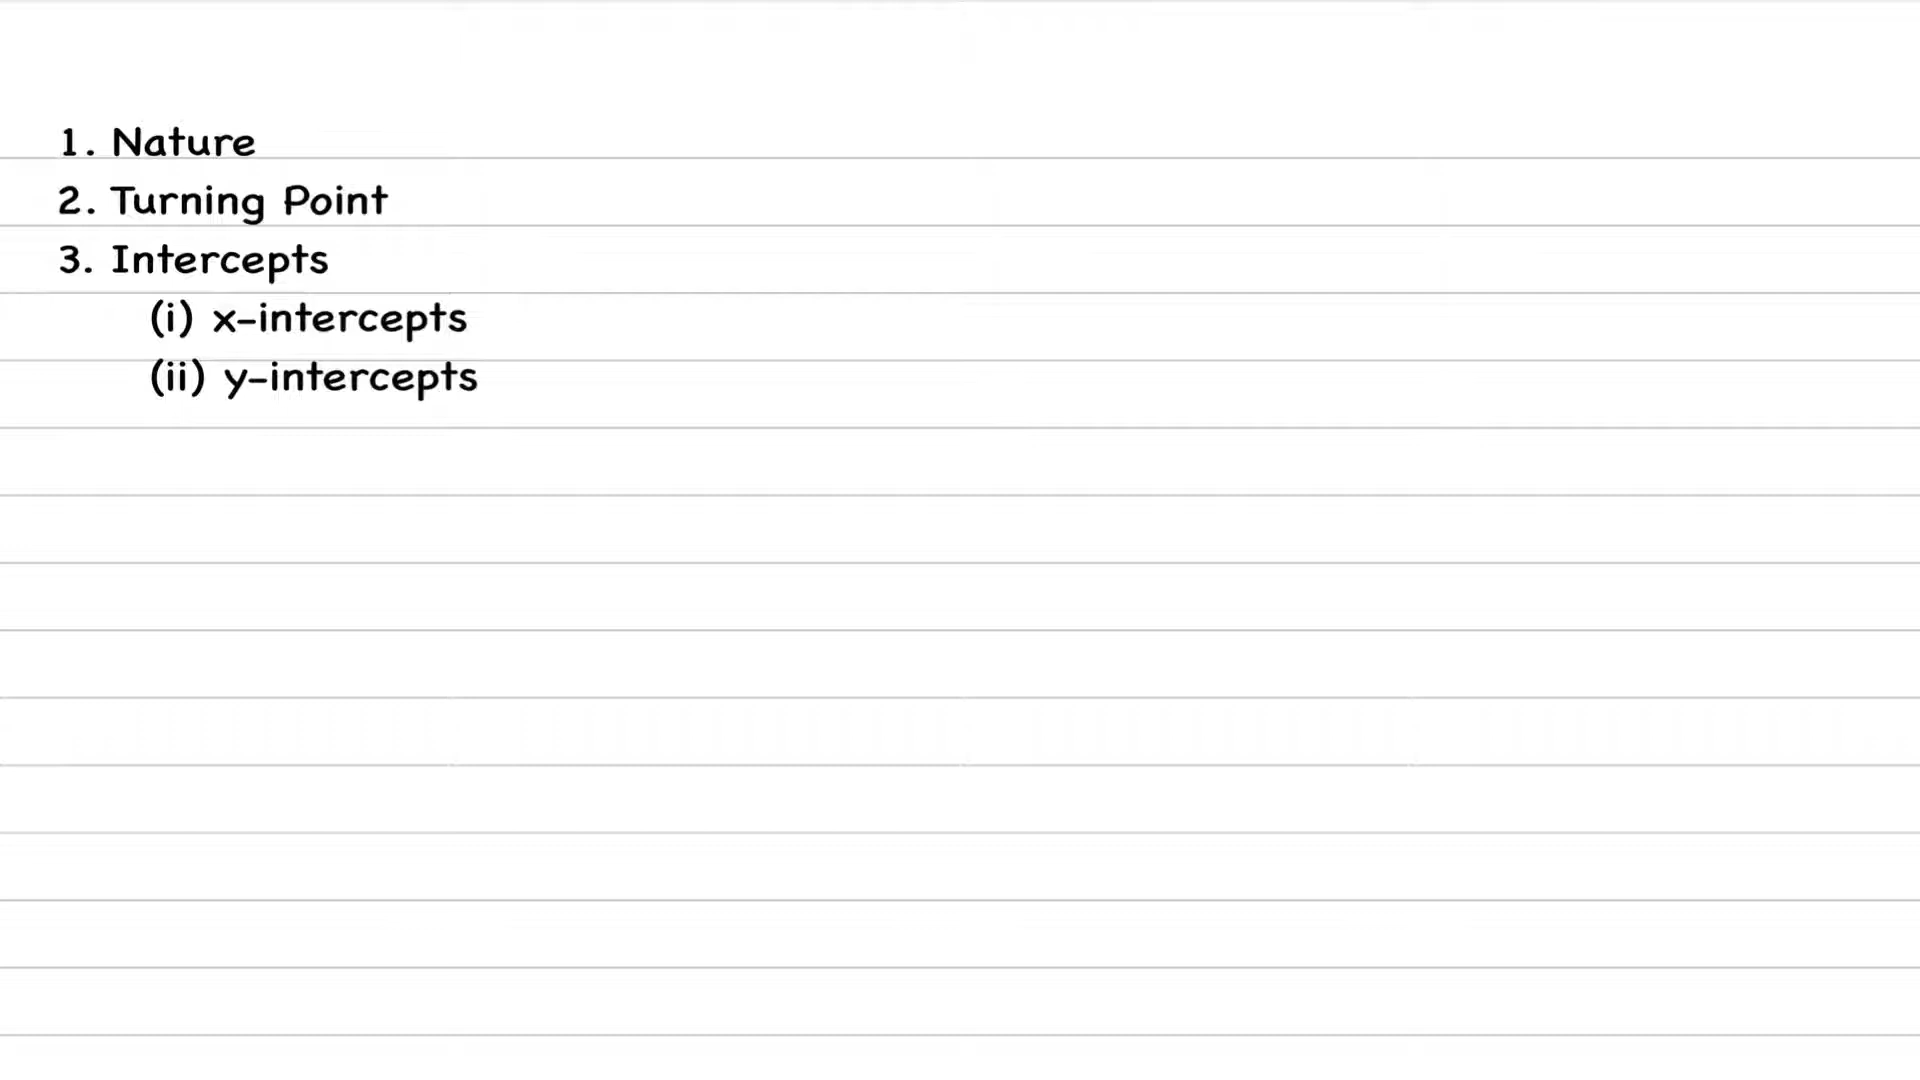 1. Nature
2. Turning Point
3. Intercepts
(i) x-intercepts
(ii) y-intercepts